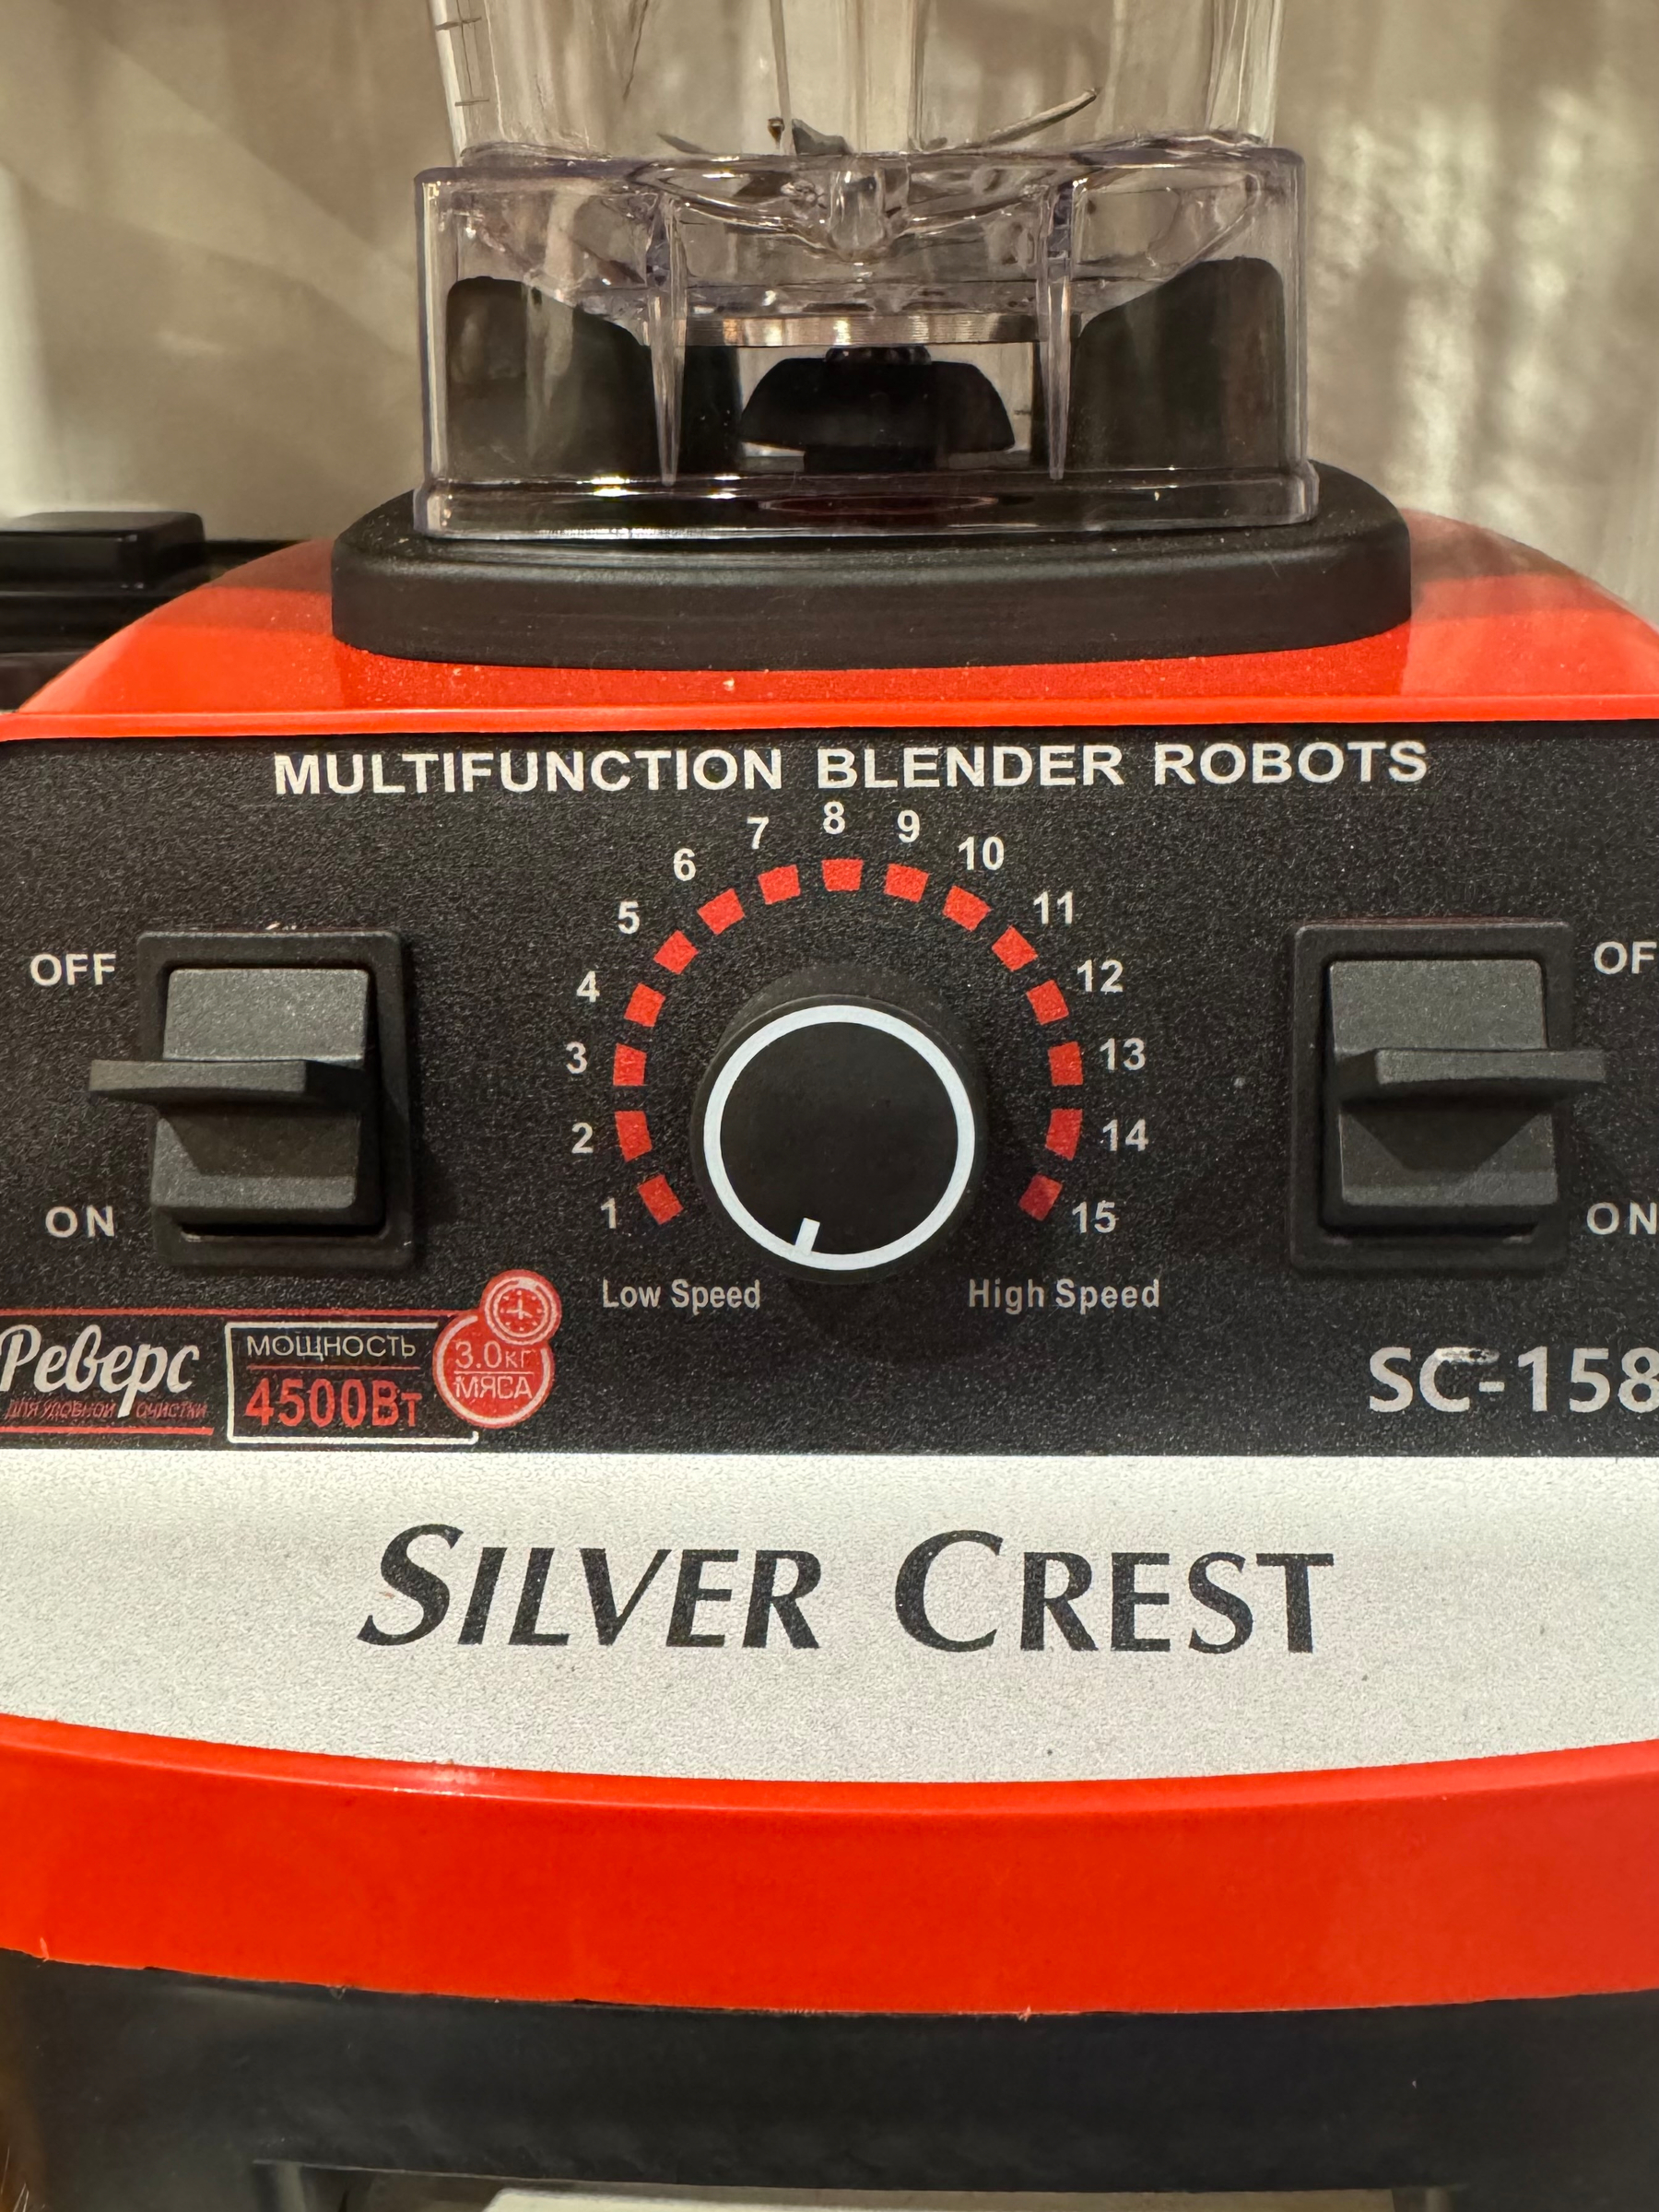 MULTIFUNCTION BLENDER ROBOTS
1 2 3 4 5 6 7 8 9 10 11 12 13 14 15
OFF
ON
OF
ON
Low Speed
High Speed
Реверс
ДЛЯ УДОБНОЙ ОЧИСТКИ
МОЩНОСТЬ
4500Вт
3.0кг
МЯСА
SC-158
SILVER CREST